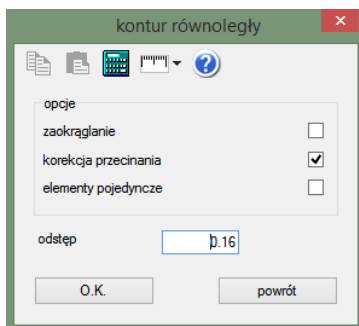 kontur równoległy
opcje
zaokrąglanie
korekcja przecinania
elementy pojedyncze
odstęp 0.16
O.K. powrót